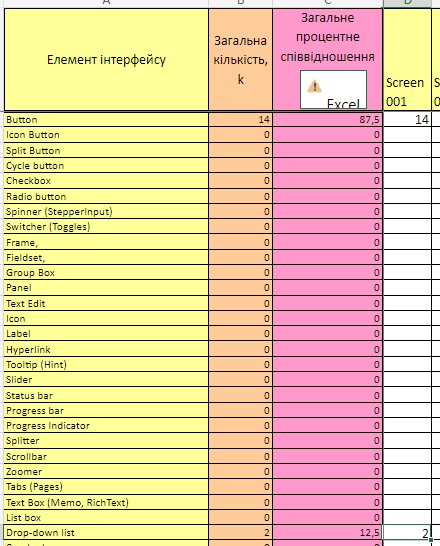 A B C D
Елемент інтерфейсу
Загальна
кількість,
k
Загальне
процентне
співвідношення
Excel
Screen S
001 0
Button 14 87,5 14
Icon Button 0 0
Split Button 0 0
Cycle button 0 0
Checkbox 0 0
Radio button 0 0
Spinner (StepperInput) 0 0
Switcher (Toggles) 0 0
Frame, 0 0
Fieldset, 0 0
Group Box 0 0
Panel 0 0
Text Edit 0 0
Icon 0 0
Label 0 0
Hyperlink 0 0
Tooltip (Hint) 0 0
Slider 0 0
Status bar 0 0
Progress bar 0 0
Progress Indicator 0 0
Splitter 0 0
Scrollbar 0 0
Zoomer 0 0
Tabs (Pages) 0 0
Text Box (Memo, RichText) 0 0
List box 0 0
Drop-down list 2 12,5 2